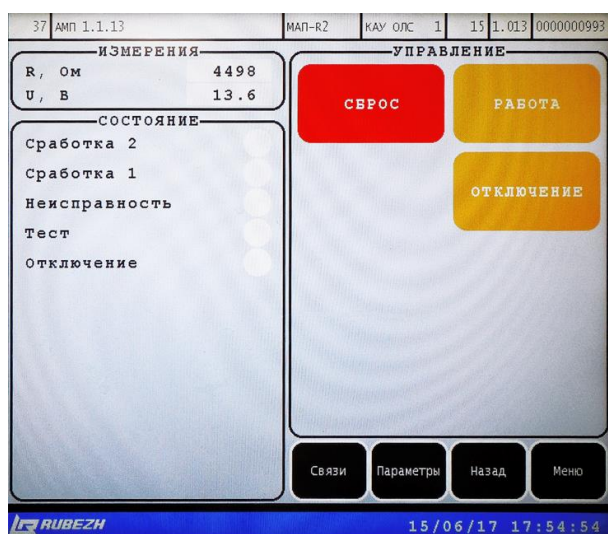 37 АМП 1.1.13 МАП-R2 КАУ ОЛС 1 15 1.013 0000000993
ИЗМЕРЕНИЯ
R, Ом 4498
U, В 13.6
СОСТОЯНИЕ
Сработка 2
Сработка 1
Неисправность
Тест
Отключение
УПРАВЛЕНИЕ
СБРОС РАБОТА
ОТКЛЮЧЕНИЕ
Связи Параметры Назад Меню
RUBEZH 15/06/17 17:54:54